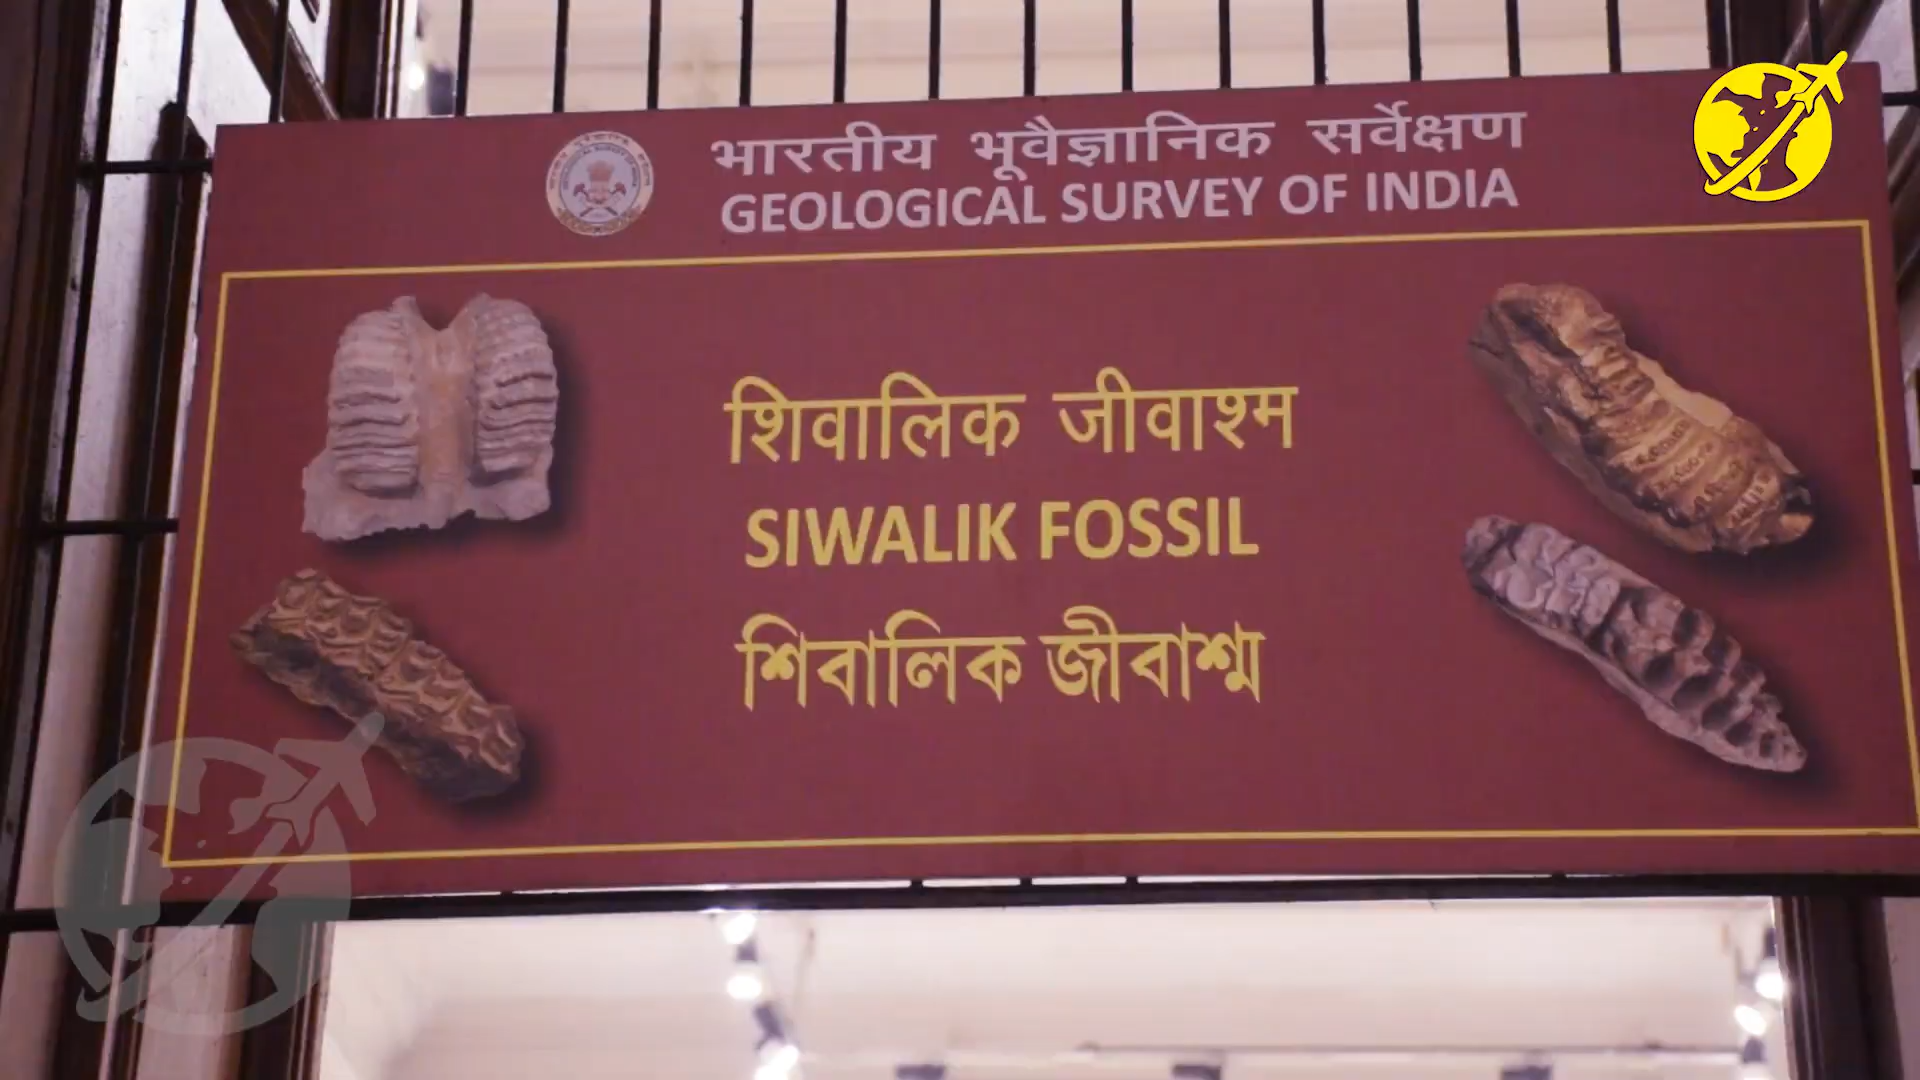 भारतीय भूवैज्ञानिक सर्वेक्षण
GEOLOGICAL SURVEY OF INDIA
शिवालिक जीवाश्म
SIWALIK FOSSIL
শিবালিক জীবাশ্ম